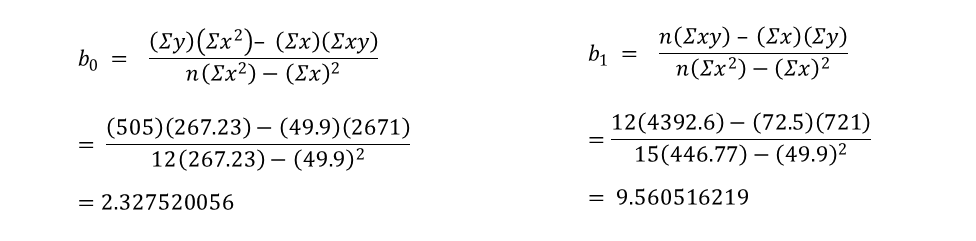 b₀ = (Σy)(Σx²)– (Σx)(Σxy) / n(Σx²) − (Σx)²
= (505)(267.23) − (49.9)(2671) / 12(267.23) − (49.9)²
= 2.327520056
b₁ = n(Σxy) – (Σx)(Σy) / n(Σx²) − (Σx)²
= 12(4392.6) − (72.5)(721) / 15(446.77) − (49.9)²
= 9.560516219